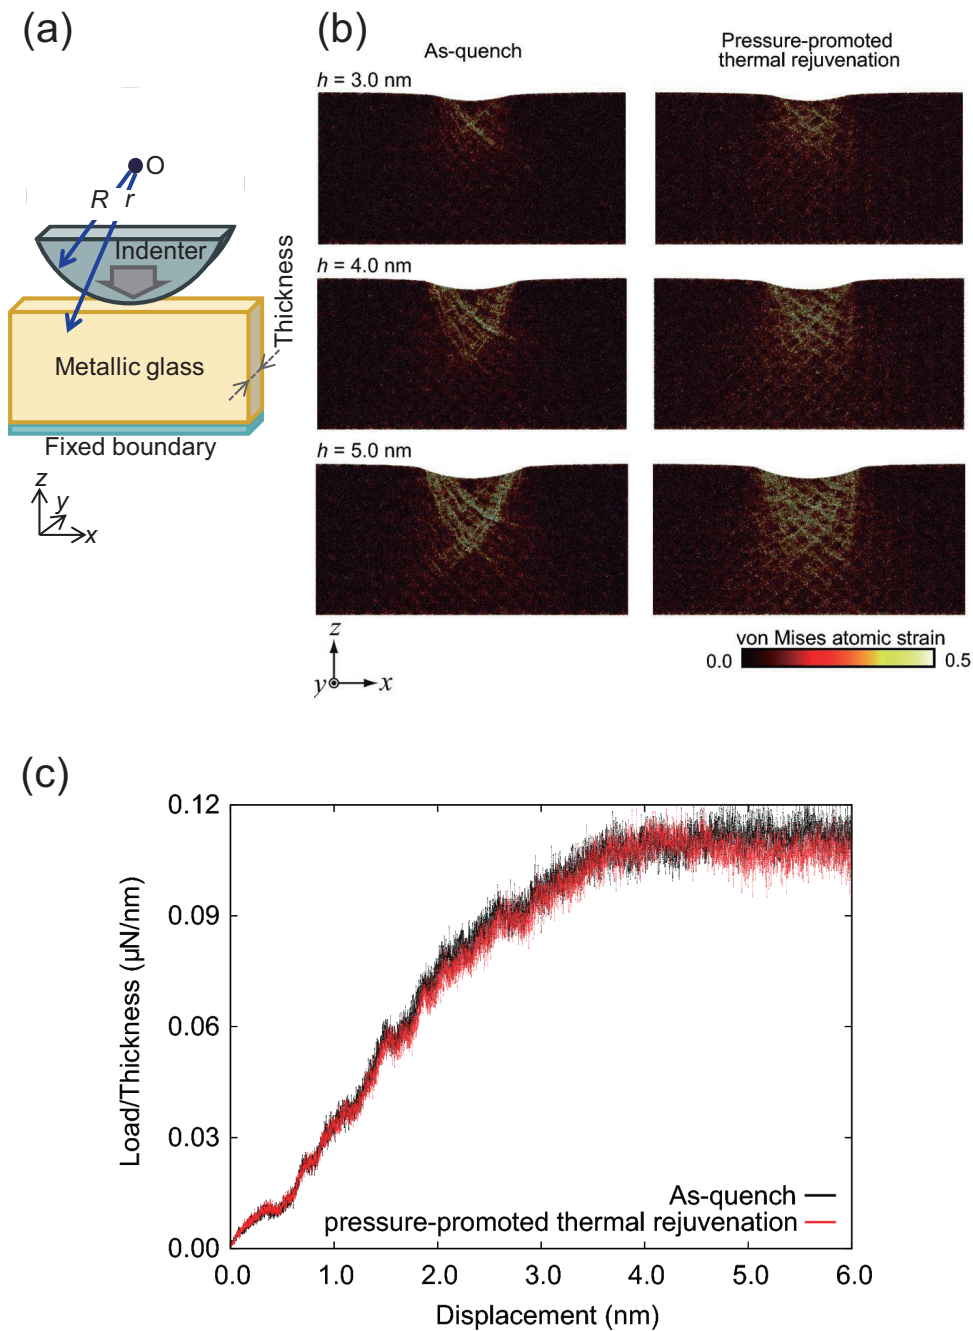 (a)
O
R
r
Indenter
Thickness
Metallic glass
Fixed boundary
z
y
x
(b)
As-quench
Pressure-promoted
thermal rejuvenation
h = 3.0 nm
h = 4.0 nm
h = 5.0 nm
z
y
x
von Mises atomic strain
0.0
0.5
(c)
0.12
0.09
0.06
0.03
0.00
Load/Thickness (μN/nm)
As-quench
pressure-promoted thermal rejuvenation
0.0 1.0 2.0 3.0 4.0 5.0 6.0
Displacement (nm)